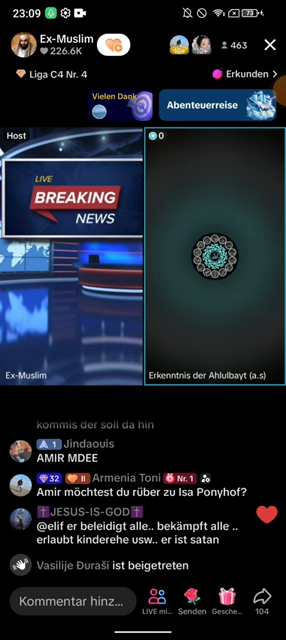 23:09
73
Ex-Muslim
226.6K
463
Liga C4 Nr. 4
Erkunden >
Vielen Dank
Abenteuerreise
Host
0
LIVE
BREAKING
NEWS
Ex-Muslim
Erkenntnis der Ahlulbayt (a.s)
kommis der soll da hin
1 Jindaouis
AMIR MDEE
32 II Armenia Toni Nr. 1
Amir möchtest du rüber zu Isa Ponyhof?
JESUS-IS-GOD
@elif er beleidigt alle.. bekämpft alle ..
erlaubt kinderehe usw.. er ist satan
Vasilije Đuraši ist beigetreten
Kommentar hinz...
LIVE mi...
Senden
Gesche...
104